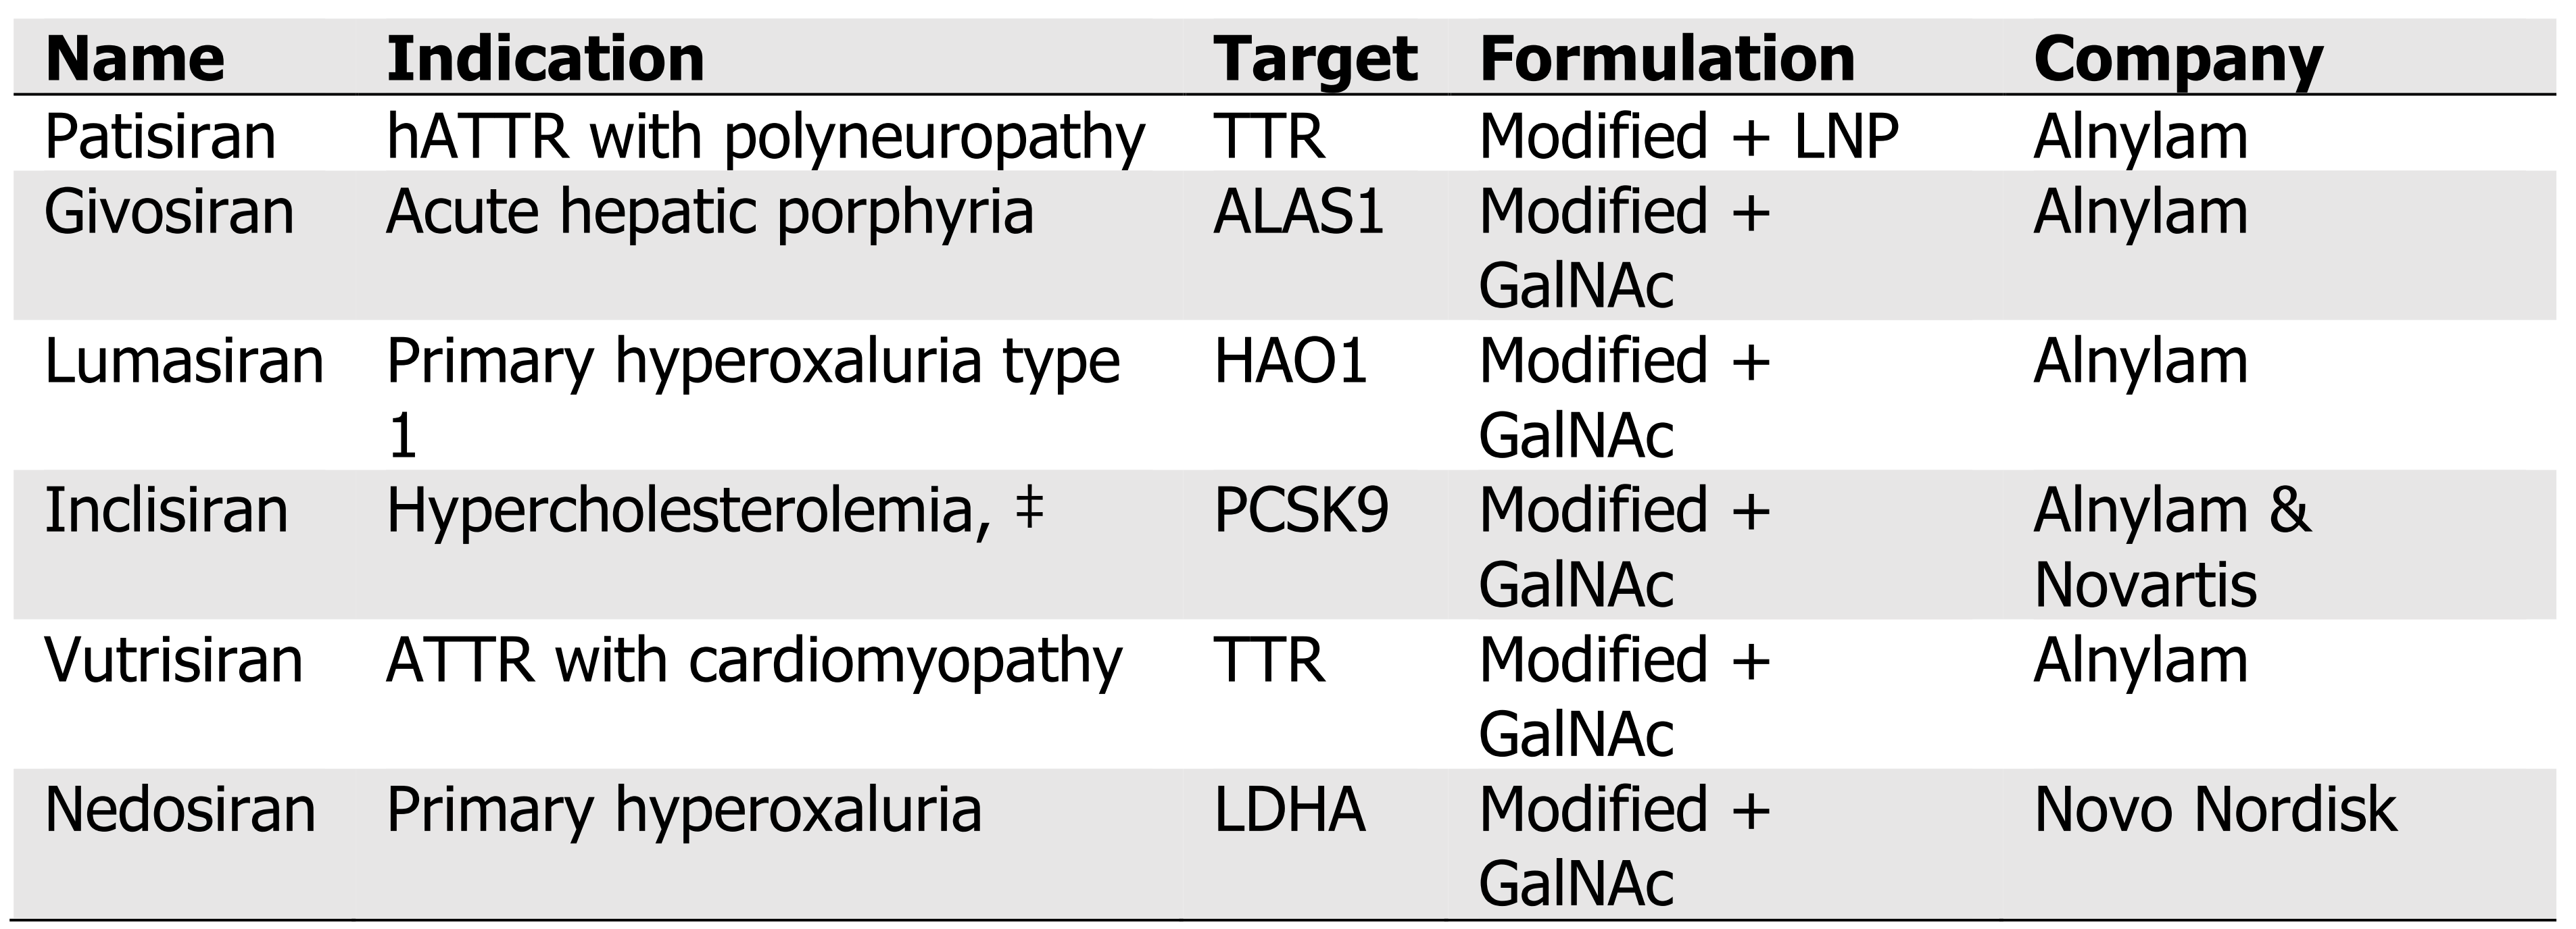 Name Indication Target Formulation Company
Patisiran hATTR with polyneuropathy TTR Modified + LNP Alnylam
Givosiran Acute hepatic porphyria ALAS1 Modified + Alnylam
GalNAc
Lumasiran Primary hyperoxaluria type HAO1 Modified + Alnylam
1 GalNAc
Inclisiran Hypercholesterolemia, ‡ PCSK9 Modified + Alnylam &
GalNAc Novartis
Vutrisiran ATTR with cardiomyopathy TTR Modified + Alnylam
GalNAc
Nedosiran Primary hyperoxaluria LDHA Modified + Novo Nordisk
GalNAc